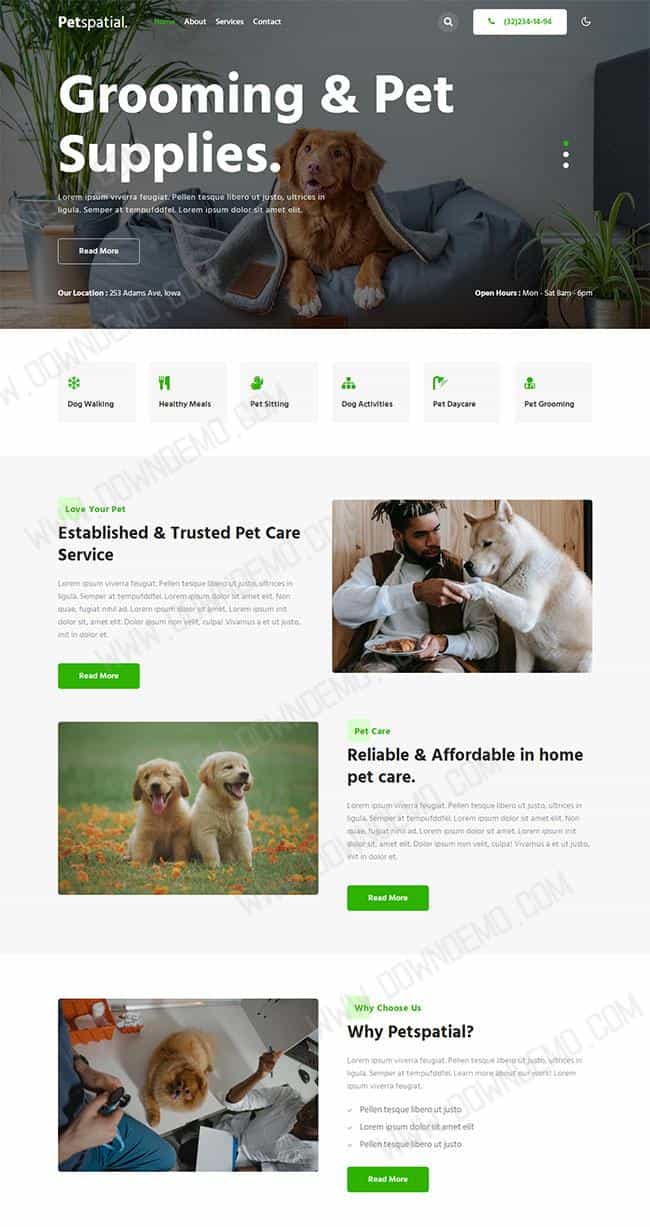 Petspatial.
Home
About
Services
Contact
(32)234-14-94
Grooming & Pet
Supplies.
Lorem ipsum viverra feugiat. Pellen tesque libero ut justo, ultrices in
ligula. Semper at tempufddfel. Lorem ipsum dolor sit amet elit.
Read More
Our Location : 253 Adams Ave, Iowa
Open Hours : Mon - Sat 8am - 6pm
Dog Walking
Healthy Meals
Pet Sitting
Dog Activities
Pet Daycare
Pet Grooming
Love Your Pet
Established & Trusted Pet Care
Service
Lorem ipsum viverra feugiat. Pellen tesque libero ut justo, ultrices in
ligula. Semper at tempufddfel. Lorem ipsum dolor sit amet elit. Non
quae, fugiat nihil ad. Lorem ipsum dolor sit amet. Lorem ipsum init
dolor sit, amet elit. Dolor ipsum non velit, culpa! Vivamus a et ut justo,
init in dolor et.
Read More
Pet Care
Reliable & Affordable in home
pet care.
Lorem ipsum viverra feugiat. Pellen tesque libero ut justo, ultrices in
ligula. Semper at tempufddfel. Lorem ipsum dolor sit amet elit. Non
quae, fugiat nihil ad. Lorem ipsum dolor sit amet. Lorem ipsum init
dolor sit, amet elit. Dolor ipsum non velit, culpa! Vivamus a et ut justo,
init in dolor et.
Read More
Why Choose Us
Why Petspatial?
Lorem ipsum viverra feugiat. Pellen tesque libero ut justo, ultrices in
ligula. Semper at tempufddfel. Learn more about our work! Lorem
ipsum viverra feugiat.
Pellen tesque libero ut justo
Lorem ipsum dolor sit amet elit
Pellen tesque libero ut justo
Read More
WWW.DOWNDEMO.COM